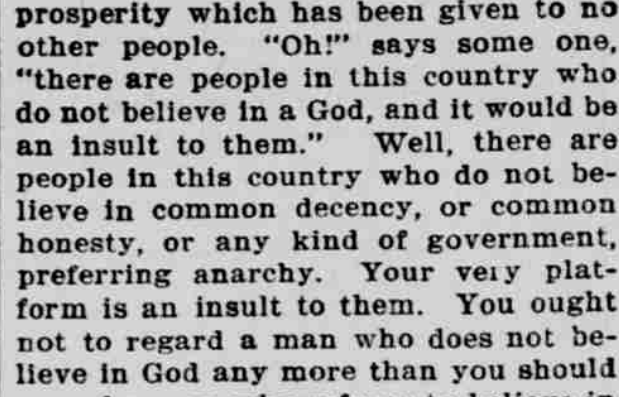 prosperity which has been given to no
other people. "Oh!" says some one,
"there are people in this country who
do not believe in a God, and it would be
an insult to them." Well, there are
people in this country who do not be-
lieve in common decency, or common
honesty, or any kind of government,
preferring anarchy. Your very plat-
form is an insult to them. You ought
not to regard a man who does not be-
lieve in God any more than you should